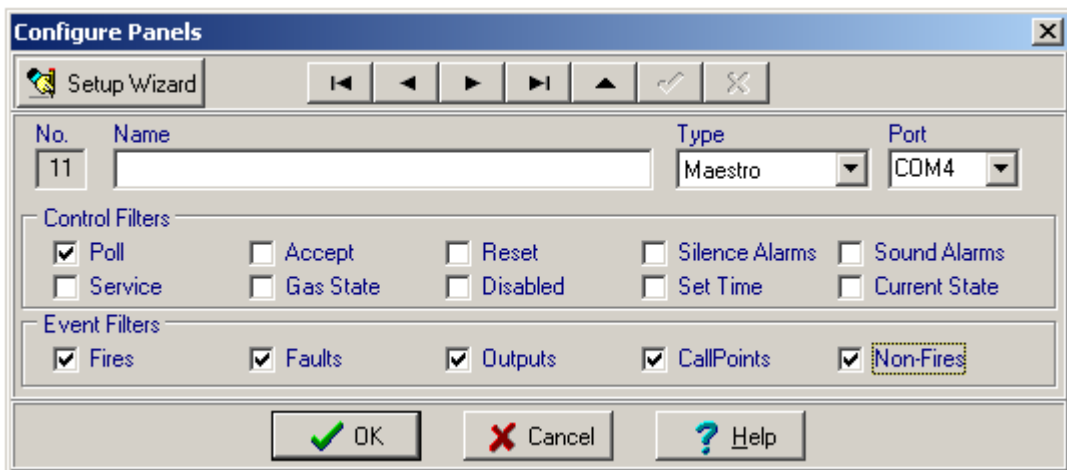 Configure Panels
Setup Wizard
No. Name Type Port
11 Maestro COM4
Control Filters
Poll Accept Reset Silence Alarms Sound Alarms
Service Gas State Disabled Set Time Current State
Event Filters
Fires Faults Outputs CallPoints Non-Fires
OK Cancel Help